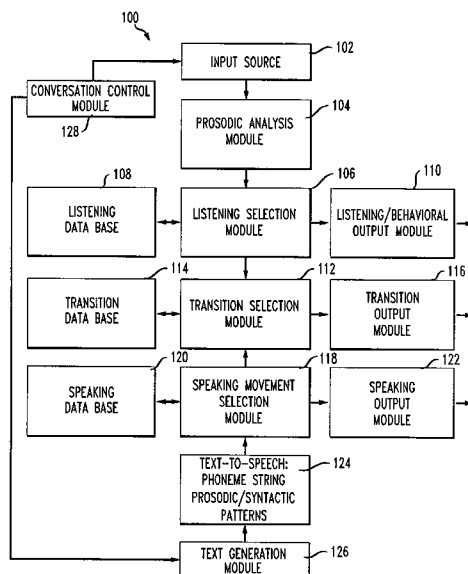 100
102
INPUT SOURCE
CONVERSATION CONTROL
MODULE
128
104
PROSODIC ANALYSIS
MODULE
108
106
110
LISTENING
DATA BASE
LISTENING SELECTION
MODULE
LISTENING/BEHAVIORAL
OUTPUT MODULE
114
112
116
TRANSITION
DATA BASE
TRANSITION SELECTION
MODULE
TRANSITION
OUTPUT
MODULE
120
118
122
SPEAKING
DATA BASE
SPEAKING MOVEMENT
SELECTION
MODULE
SPEAKING
OUTPUT
MODULE
124
TEXT-TO-SPEECH:
PHONEME STRING
PROSODIC/SYNTACTIC
PATTERNS
126
TEXT GENERATION
MODULE